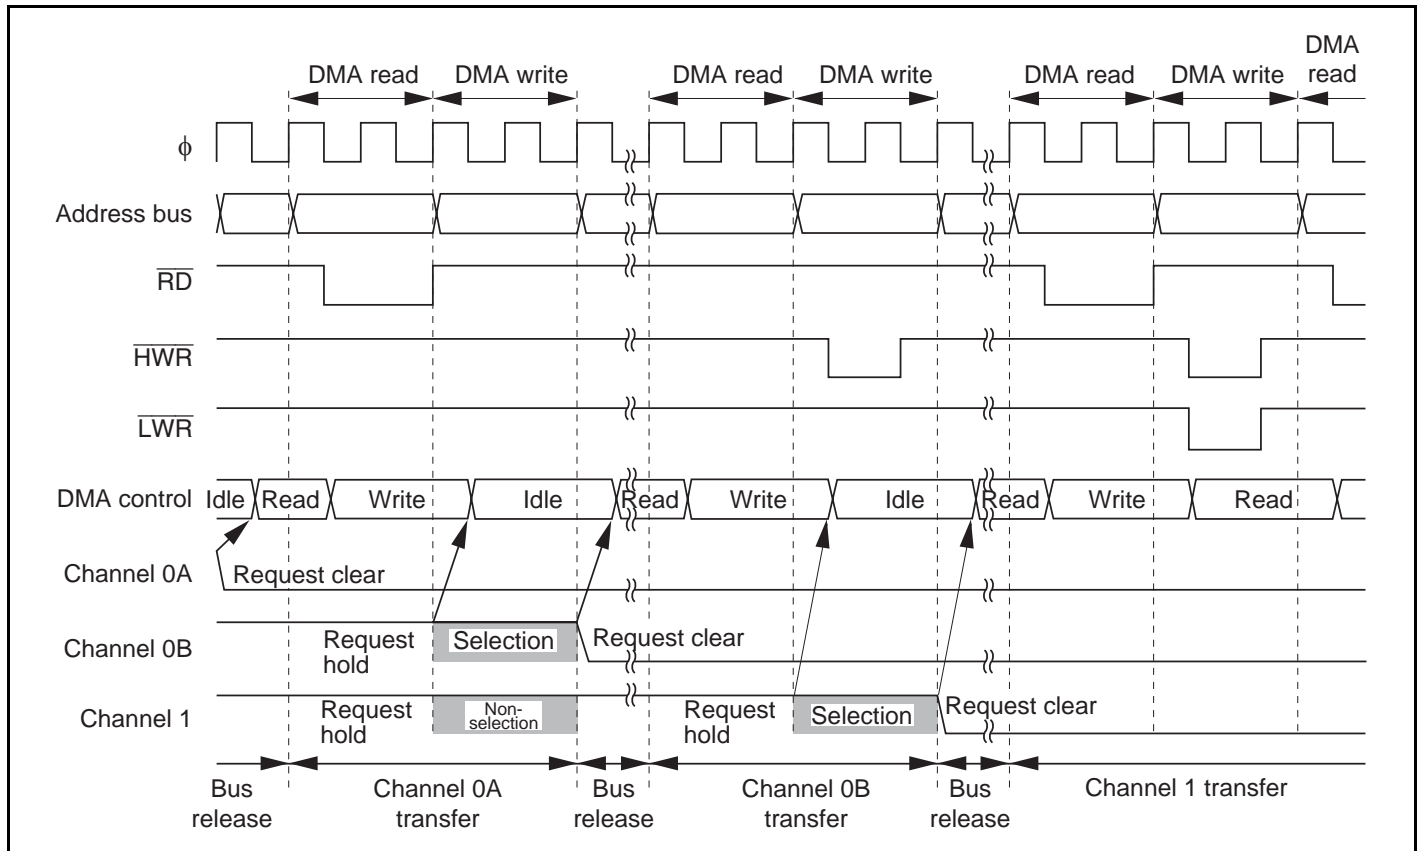 DMA
DMA read DMA write DMA read DMA write DMA read DMA write read
ϕ
Address bus
RD
HWR
LWR
DMA control Idle Read Write Idle Read Write Idle Read Write Read
Channel 0A Request clear
Channel 0B Request hold Selection Request clear
Channel 1 Request hold Non-selection Request hold Selection Request clear
Bus release Channel 0A transfer Bus release Channel 0B transfer Bus release Channel 1 transfer